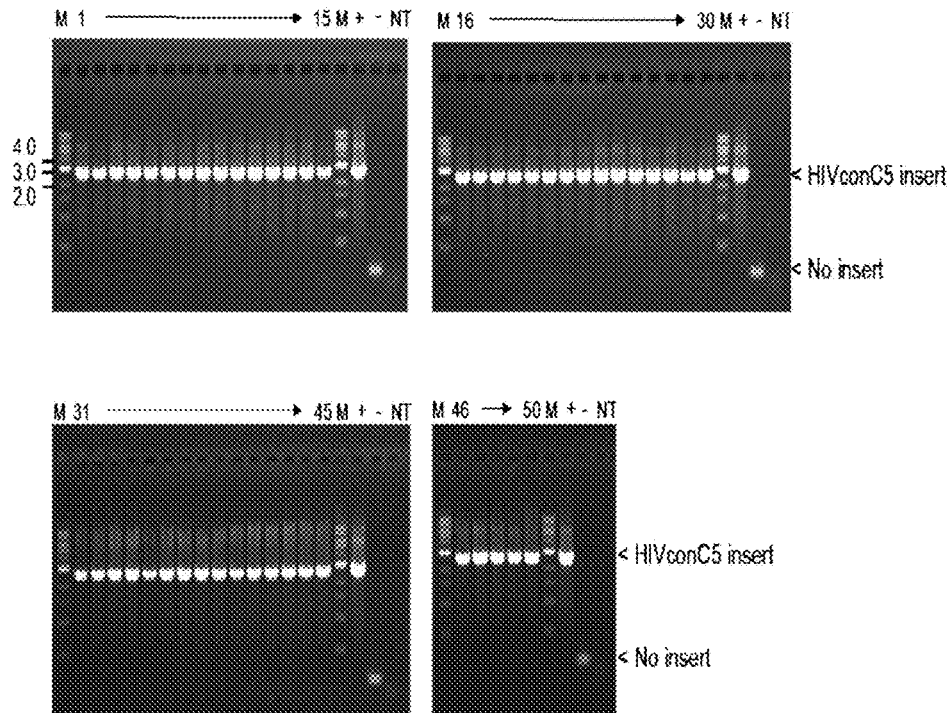 M 1 15 M + - NT
M 16 30 M + - NT
4.0
3.0
2.0
< HIVconC5 insert
< No insert
M 31 45 M + - NT
M 46 50 M + - NT
< HIVconC5 insert
< No insert